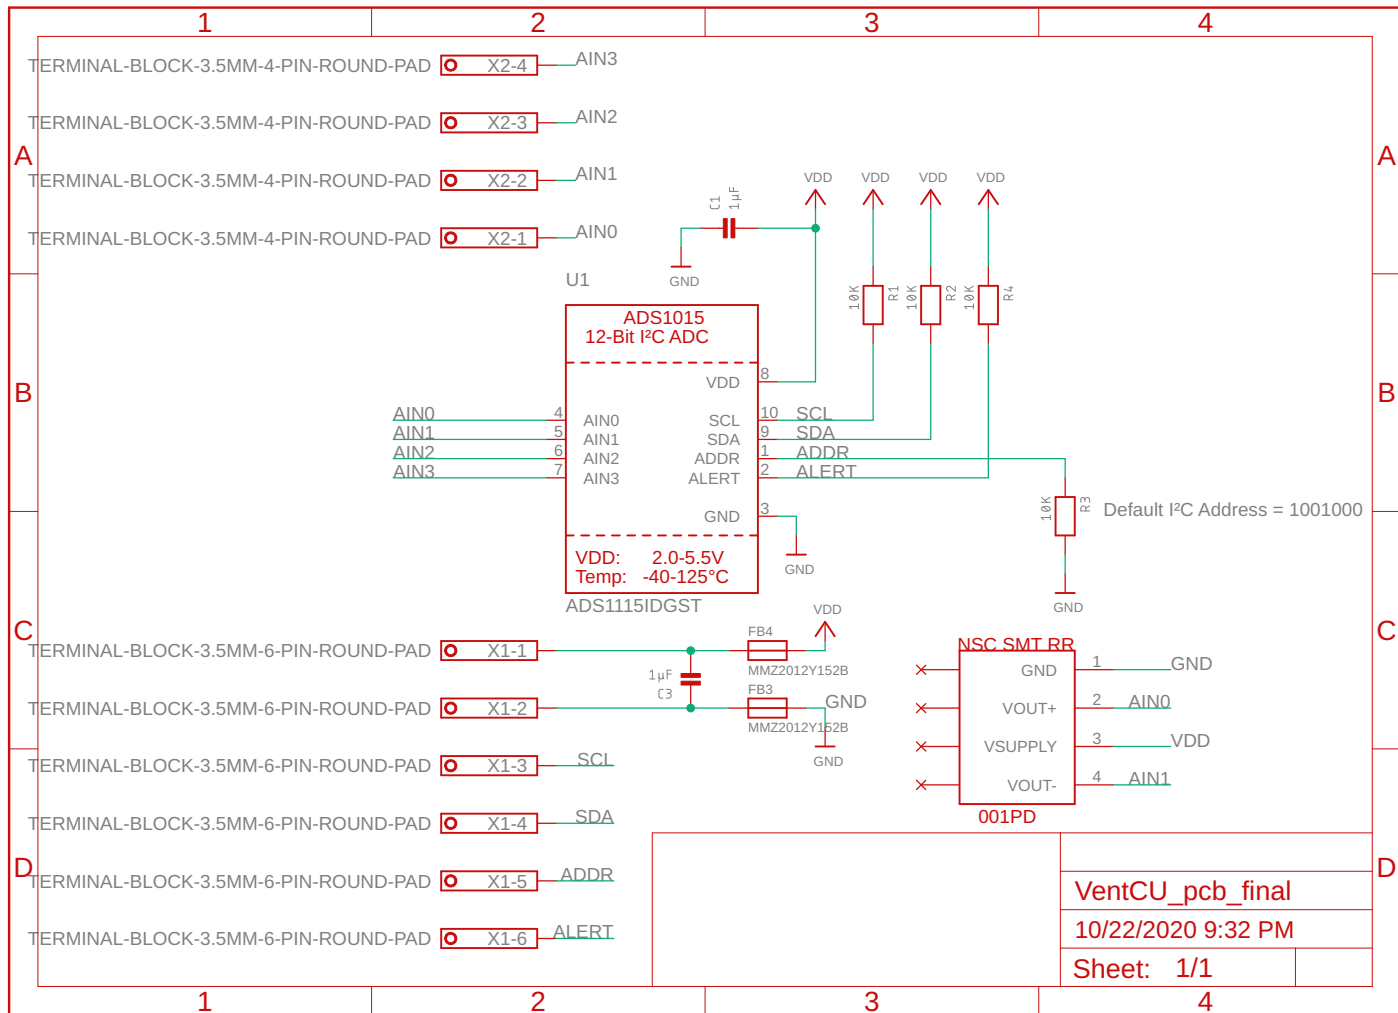 1 2 3 4
TERMINAL-BLOCK-3.5MM-4-PIN-ROUND-PAD X2-4 AIN3
TERMINAL-BLOCK-3.5MM-4-PIN-ROUND-PAD X2-3 AIN2
A A
TERMINAL-BLOCK-3.5MM-4-PIN-ROUND-PAD X2-2 AIN1
VDD VDD VDD VDD
C1 1µF
TERMINAL-BLOCK-3.5MM-4-PIN-ROUND-PAD X2-1 AIN0
GND
U1
10K R1 10K R2 10K R4
ADS1015
12-Bit I²C ADC
B B
VDD 8
AIN0 4 AIN0 SCL 10 SCL
AIN1 5 AIN1 SDA 9 SDA
AIN2 6 AIN2 ADDR 1 ADDR
AIN3 7 AIN3 ALERT 2 ALERT
GND 3
10K R3 Default I²C Address = 1001000
VDD: 2.0-5.5V
GND
Temp: -40-125°C
ADS1115IDGST
GND
VDD
C C
FB4
TERMINAL-BLOCK-3.5MM-6-PIN-ROUND-PAD X1-1
MMZ2012Y152B
1µF
C3
FB3
TERMINAL-BLOCK-3.5MM-6-PIN-ROUND-PAD X1-2 GND
MMZ2012Y152B
GND
NSC SMT RR
GND 1 GND
VOUT+ 2 AIN0
VSUPPLY 3 VDD
VOUT- 4 AIN1
001PD
TERMINAL-BLOCK-3.5MM-6-PIN-ROUND-PAD X1-3 SCL
TERMINAL-BLOCK-3.5MM-6-PIN-ROUND-PAD X1-4 SDA
D D
TERMINAL-BLOCK-3.5MM-6-PIN-ROUND-PAD X1-5 ADDR
TERMINAL-BLOCK-3.5MM-6-PIN-ROUND-PAD X1-6 ALERT
VentCU_pcb_final
10/22/2020 9:32 PM
Sheet: 1/1
1 2 3 4